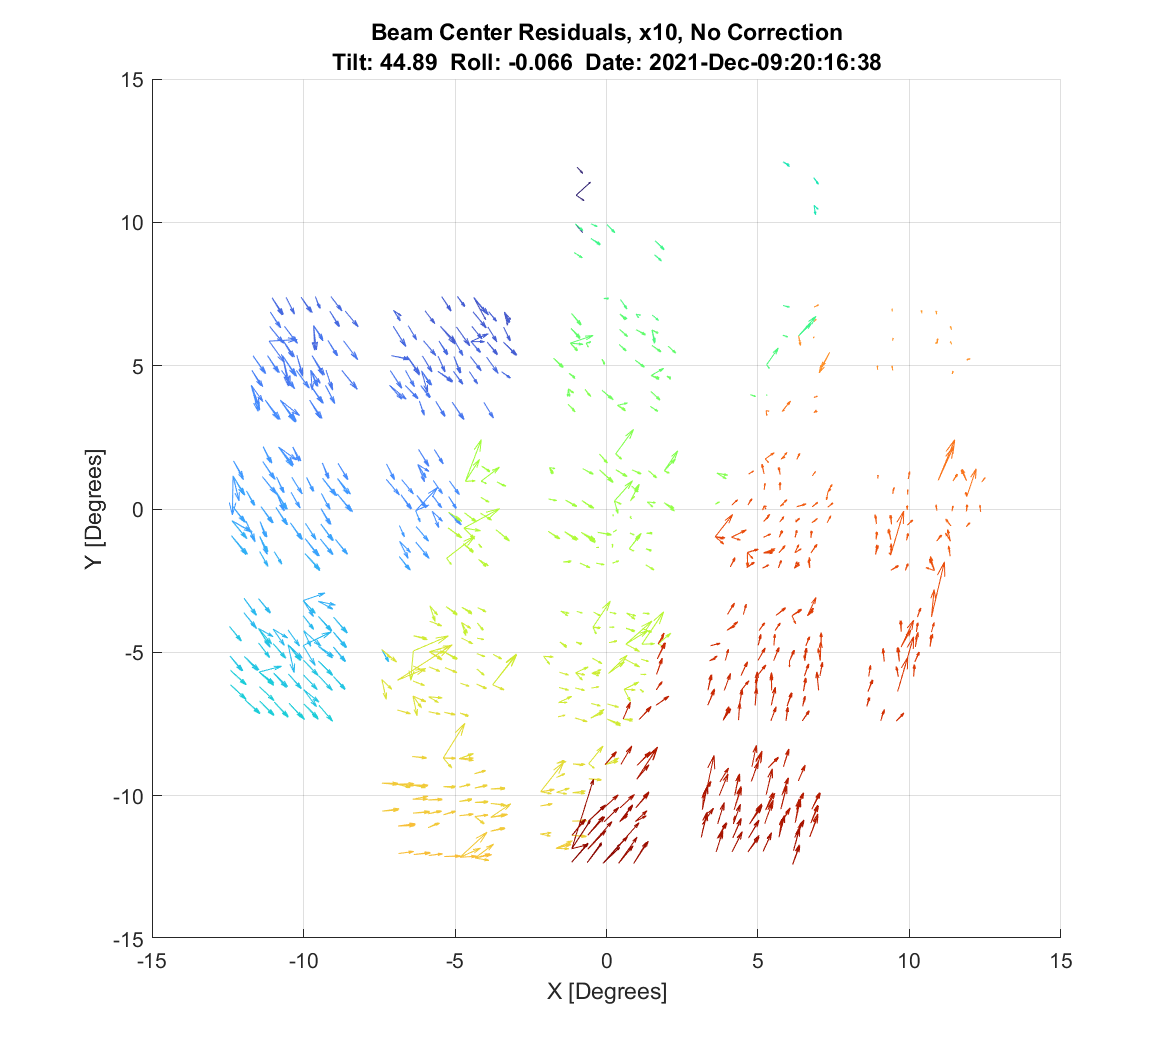 Beam Center Residuals, x10, No Correction
Tilt: 44.89 Roll: -0.066 Date: 2021-Dec-09:20:16:38
15
10
5
0
-5
-10
-15
Y [Degrees]
-15 -10 -5 0 5 10 15
X [Degrees]